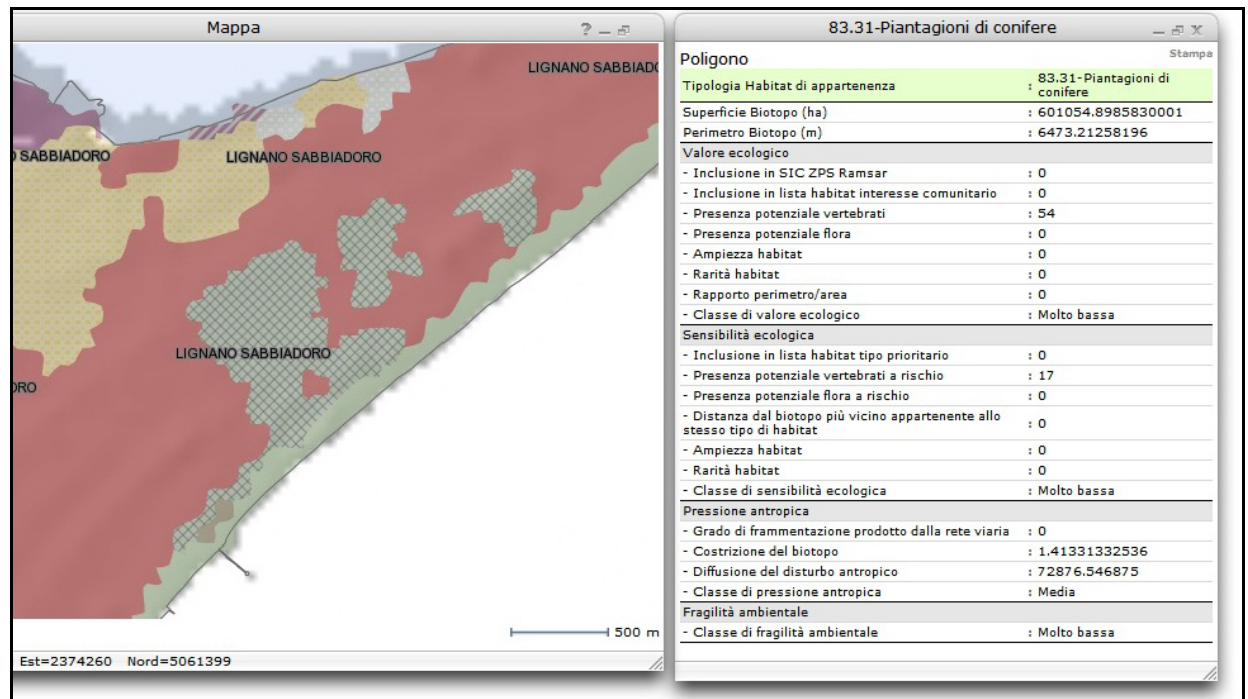 Mappa
? _
LIGNANO SABBIADO
O SABBIADORO
LIGNANO SABBIADORO
LIGNANO SABBIADORO
ORO
500 m
Est=2374260 Nord=5061399
83.31-Piantagioni di conifere
Stampa
Poligono
Tipologia Habitat di appartenenza : 83.31-Piantagioni di
conifere
Superficie Biotopo (ha) : 601054.8985830001
Perimetro Biotopo (m) : 6473.21258196
Valore ecologico
- Inclusione in SIC ZPS Ramsar : 0
- Inclusione in lista habitat interesse comunitario : 0
- Presenza potenziale vertebrati : 54
- Presenza potenziale flora : 0
- Ampiezza habitat : 0
- Rarità habitat : 0
- Rapporto perimetro/area : 0
- Classe di valore ecologico : Molto bassa
Sensibilità ecologica
- Inclusione in lista habitat tipo prioritario : 0
- Presenza potenziale vertebrati a rischio : 17
- Presenza potenziale flora a rischio : 0
- Distanza dal biotopo più vicino appartenente allo
stesso tipo di habitat : 0
- Ampiezza habitat : 0
- Rarità habitat : 0
- Classe di sensibilità ecologica : Molto bassa
Pressione antropica
- Grado di frammentazione prodotto dalla rete viaria : 0
- Costrizione del biotopo : 1.41331332536
- Diffusione del disturbo antropico : 72876.546875
- Classe di pressione antropica : Media
Fragilità ambientale
- Classe di fragilità ambientale : Molto bassa